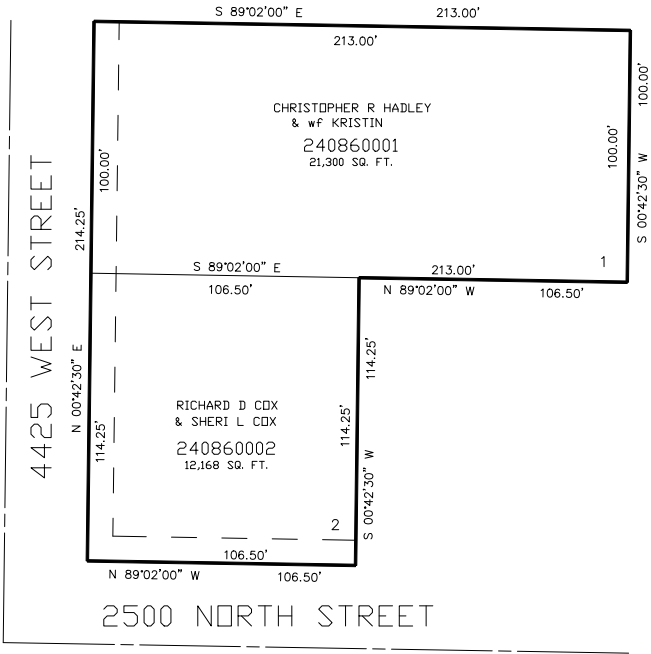 S 89°02'00" E 213.00'
213.00'
100.00'
CHRISTOPHER R HADLEY
& wf KRISTIN
240860001
21,300 SQ. FT.
100.00'
100.00'
S 00°42'30" W
1
4425 WEST STREET
214.25'
N 00°42'30" E
S 89°02'00" E
106.50'
213.00'
N 89°02'00" W 106.50'
114.25'
RICHARD D COX
& SHERI L COX
240860002
12,168 SQ. FT.
114.25'
114.25'
S 00°42'30" W
2
106.50'
N 89°02'00" W 106.50'
2500 NORTH STREET